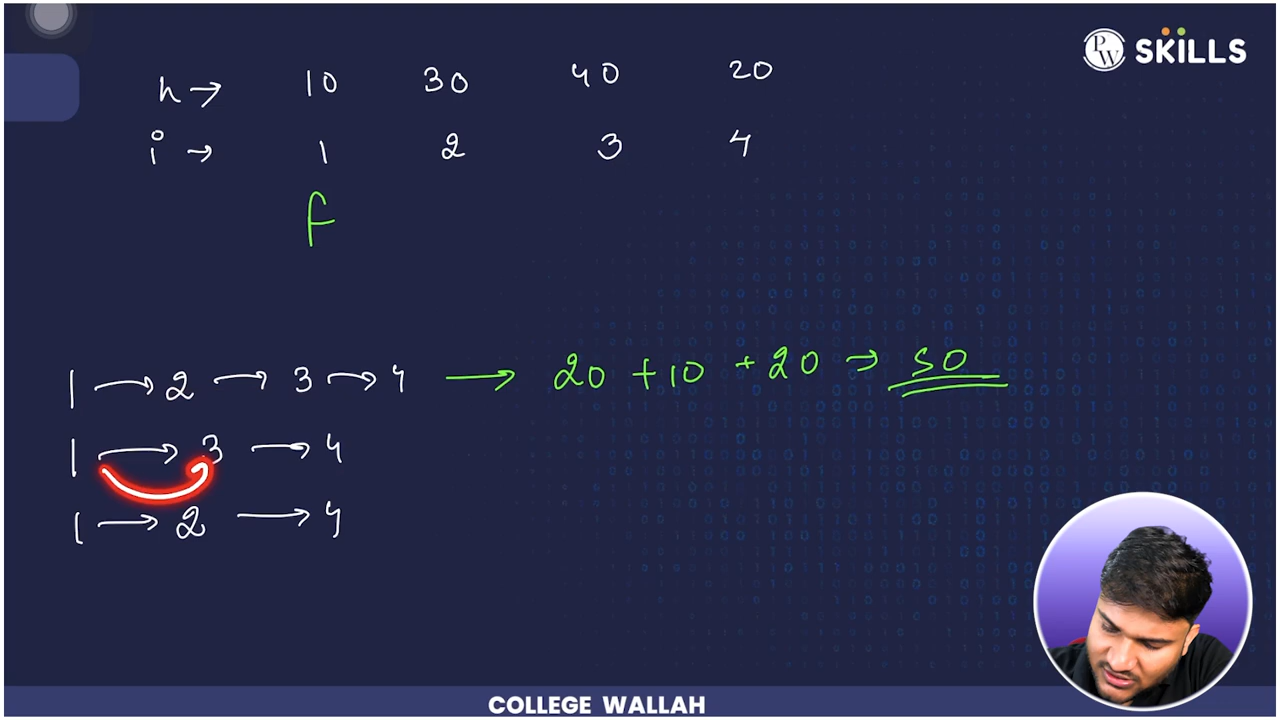 PW SKILLS
h → 10 30 40 20
i → 1 2 3 4
f
1 → 2 → 3 → 4 → 20 + 10 + 20 → 50
1 → 3 → 4
1 → 2 → 4
COLLEGE WALLAH